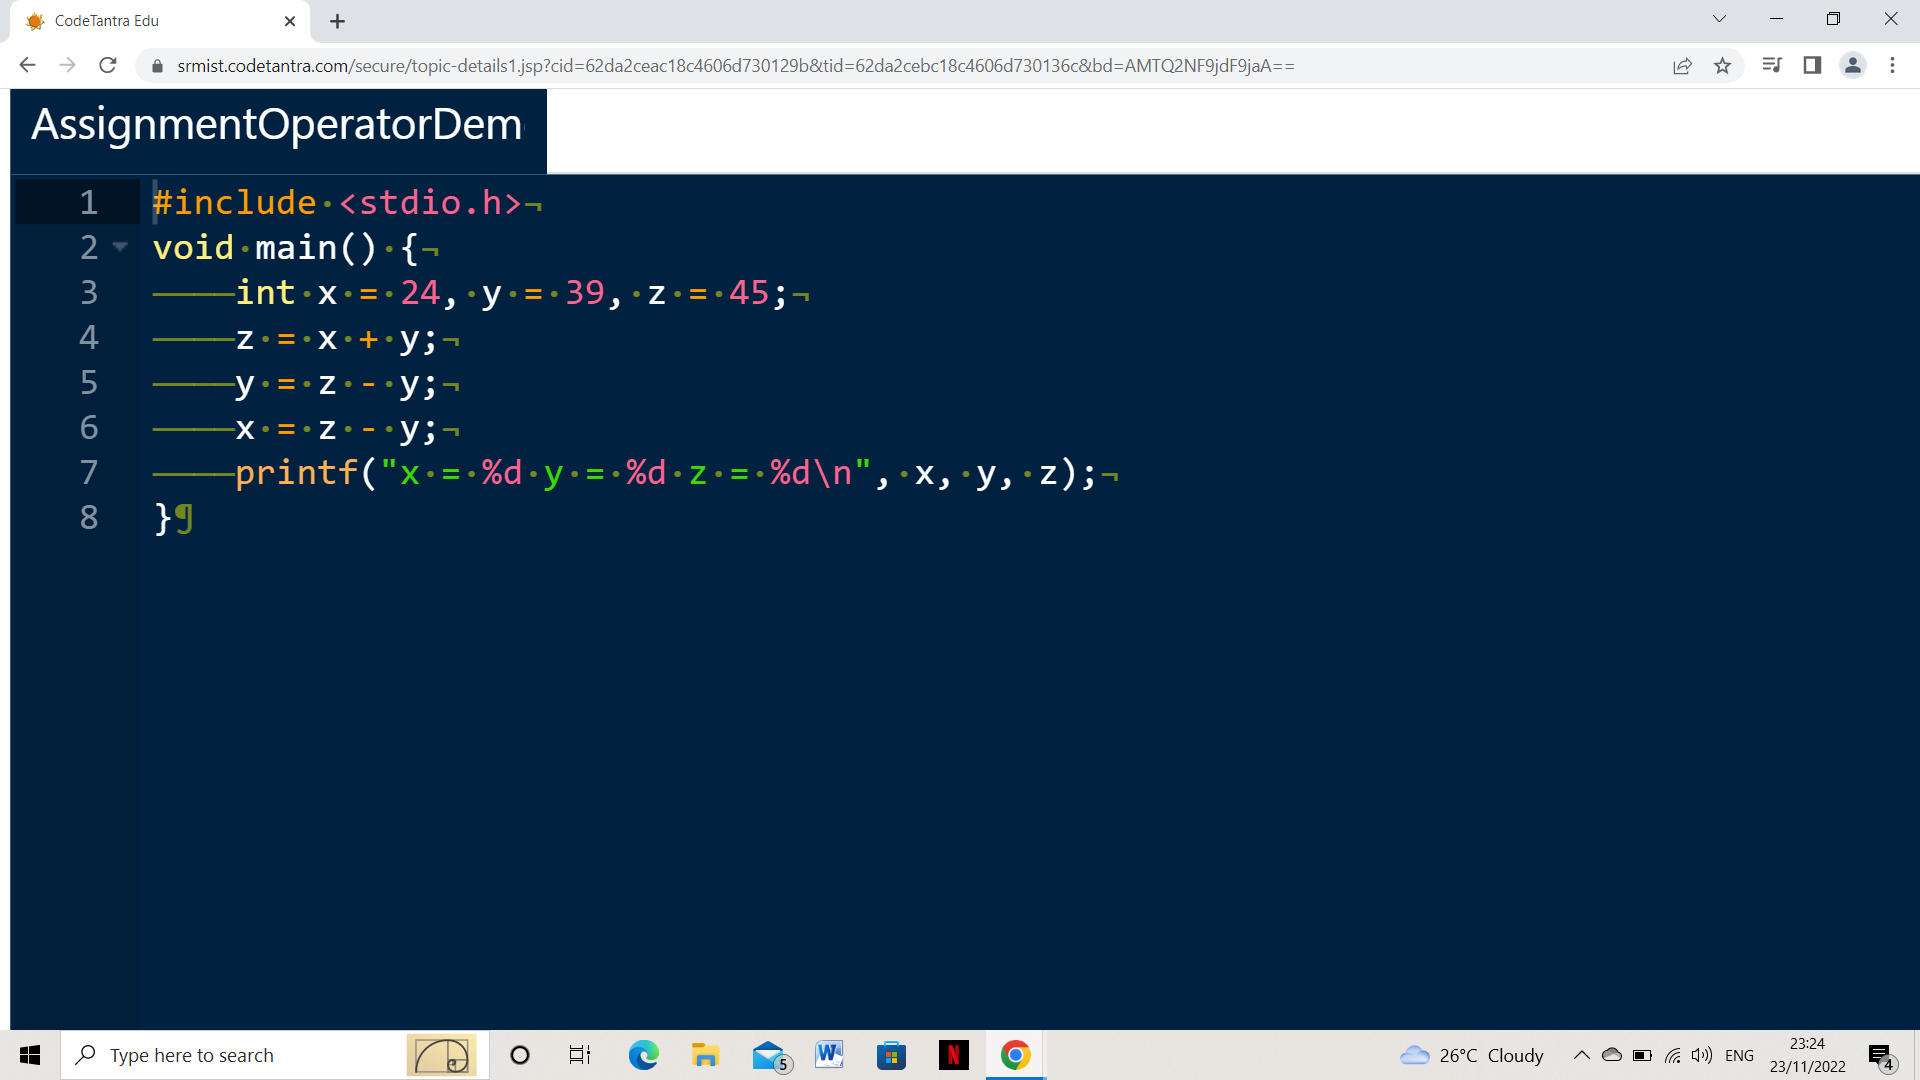 CodeTantra Edu
srmist.codetantra.com/secure/topic-details1.jsp?cid=62da2ceac18c4606d730129b&tid=62da2cebc18c4606d730136c&bd=AMTQ2NF9jdF9jaA==
AssignmentOperatorDem
1 #include <stdio.h>
2 void main() {
3 int x = 24, y = 39, z = 45;
4 z = x + y;
5 y = z - y;
6 x = z - y;
7 printf("x = %d y = %d z = %d\n", x, y, z);
8 }
Type here to search
5
W
N
26°C Cloudy
ENG
23:24
23/11/2022
4